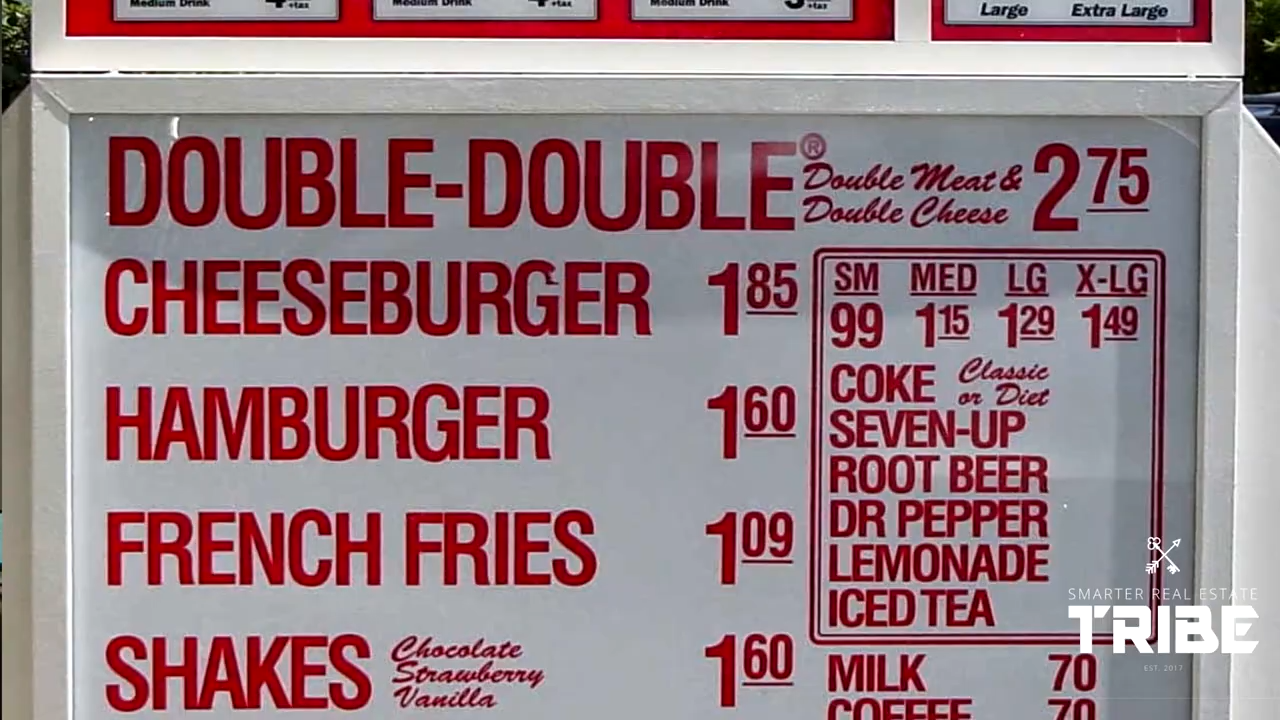 Medium Drink +tax Medium Drink +tax Medium Drink +tax
Large Extra Large
DOUBLE-DOUBLE® Double Meat & Double Cheese 2 75
CHEESEBURGER 1 85
HAMBURGER 1 60
FRENCH FRIES 1 09
SHAKES Chocolate Strawberry Vanilla 1 60
SM MED LG X-LG
99 1 15 1 29 1 49
COKE Classic or Diet
SEVEN-UP
ROOT BEER
DR PEPPER
LEMONADE
ICED TEA
MILK 70
COFFEE 70
SMARTER REAL ESTATE
TRIBE
EST. 2017